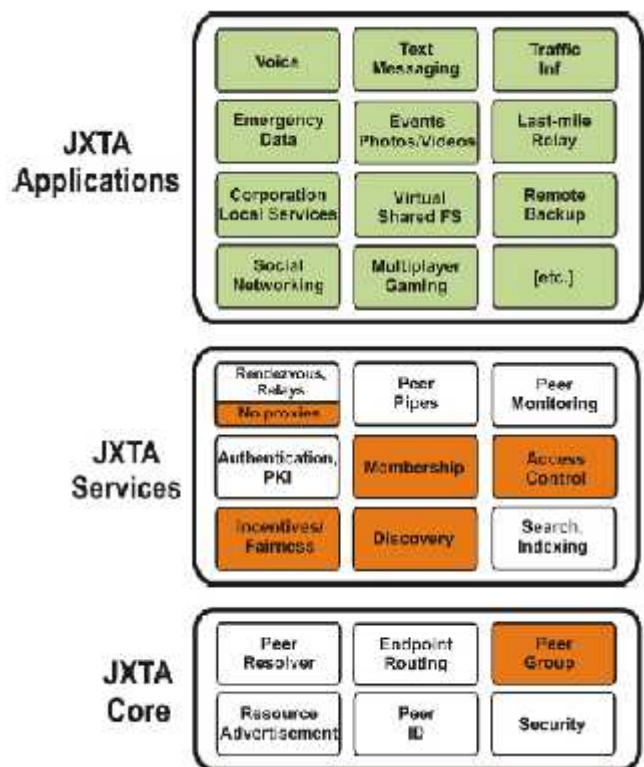 JXTA
Applications
Voice
Text
Messaging
Traffic
Inf
Emergency
Data
Events
Photos/Videos
Last-mile
Relay
Corporation
Local Services
Virtual
Shared FS
Remote
Backup
Social
Networking
Multiplayer
Gaming
[etc.]
JXTA
Services
Rendezvous,
Relays
No proxies
Peer
Pipes
Peer
Monitoring
Authentication,
PKI
Membership
Access
Control
Incentives/
Fairness
Discovery
Search,
Indexing
JXTA
Core
Peer
Resolver
Endpoint
Routing
Peer
Group
Resource
Advertisement
Peer
ID
Security